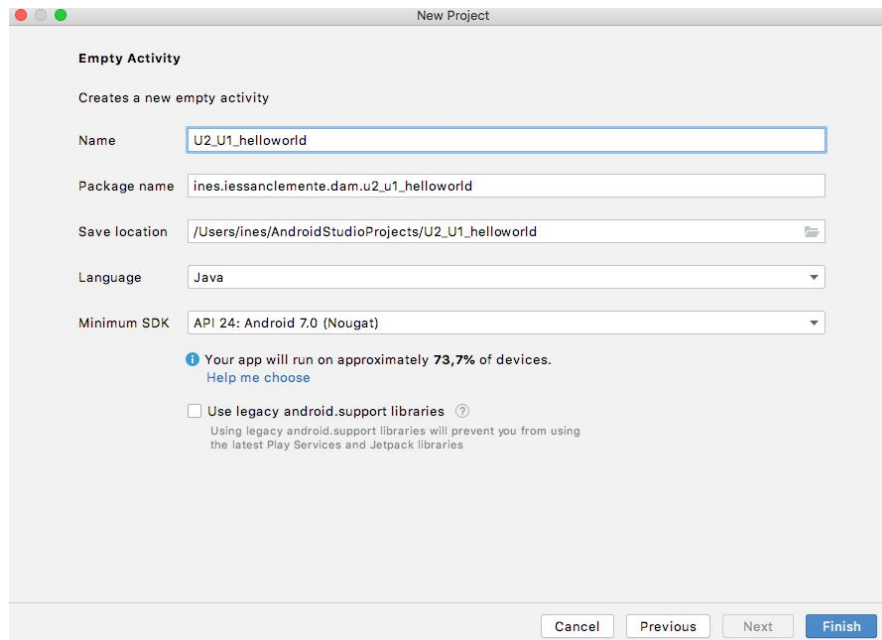 New Project
Empty Activity
Creates a new empty activity
Name U2_U1_helloworld
Package name ines.iessanclemente.dam.u2_u1_helloworld
Save location /Users/ines/AndroidStudioProjects/U2_U1_helloworld
Language Java
Minimum SDK API 24: Android 7.0 (Nougat)
Your app will run on approximately 73,7% of devices.
Help me choose
Use legacy android.support libraries ?
Using legacy android.support libraries will prevent you from using
the latest Play Services and Jetpack libraries
Cancel Previous Next Finish